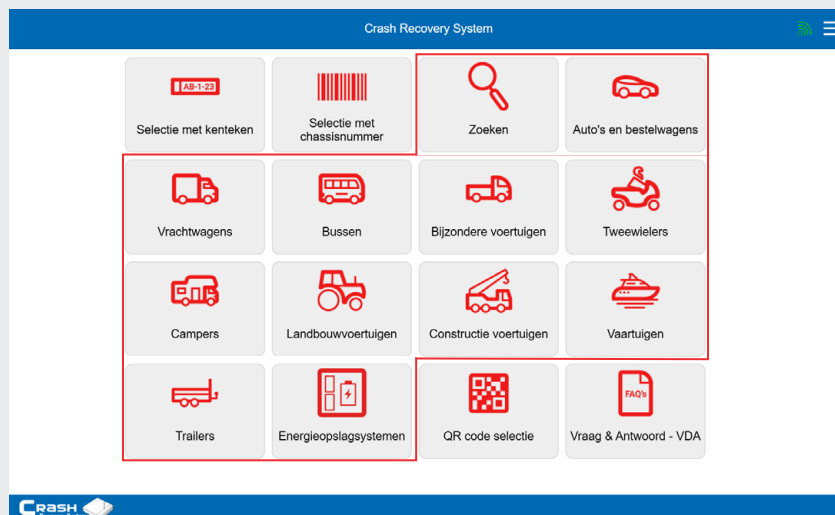 Crash Recovery System
AB-1-23
Selectie met kenteken
Selectie met
chassisnummer
Zoeken
Auto's en bestelwagens
Vrachtwagens
Bussen
Bijzondere voertuigen
Tweewielers
Campers
Landbouwvoertuigen
Constructie voertuigen
Vaartuigen
Trailers
Energieopslagsystemen
QR code selectie
FAQ's
Vraag & Antwoord - VDA
CRASH